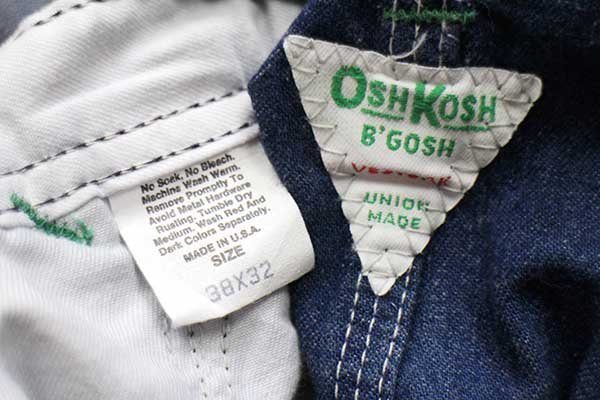 OSHKOSH
B'GOSH
VESTBAK
UNION
MADE
No Soak. No Bleach.
Machine Wash Warm.
Remove Promptly To
Avoid Metal Hardware
Rusting. Tumble Dry
Medium. Wash Red And
Dark Colors Separately.
MADE IN U.S.A.
SIZE
38X32